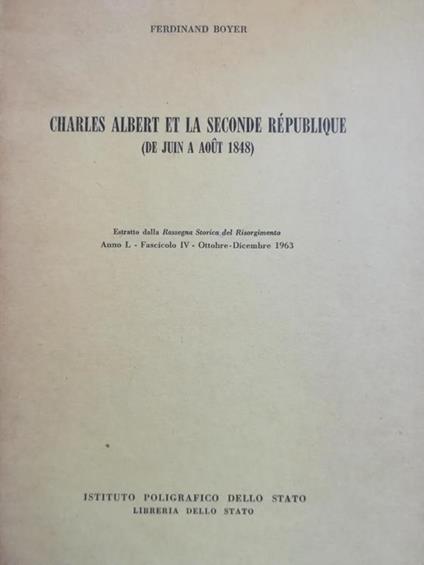 FERDINAND BOYER
CHARLES ALBERT ET LA SECONDE RÉPUBLIQUE
(DE JUIN A AOÛT 1848)
Estratto dalla Rassegna Storica del Risorgimento
Anno L - Fascicolo IV - Ottobre-Dicembre 1963
ISTITUTO POLIGRAFICO DELLO STATO
LIBRERIA DELLO STATO